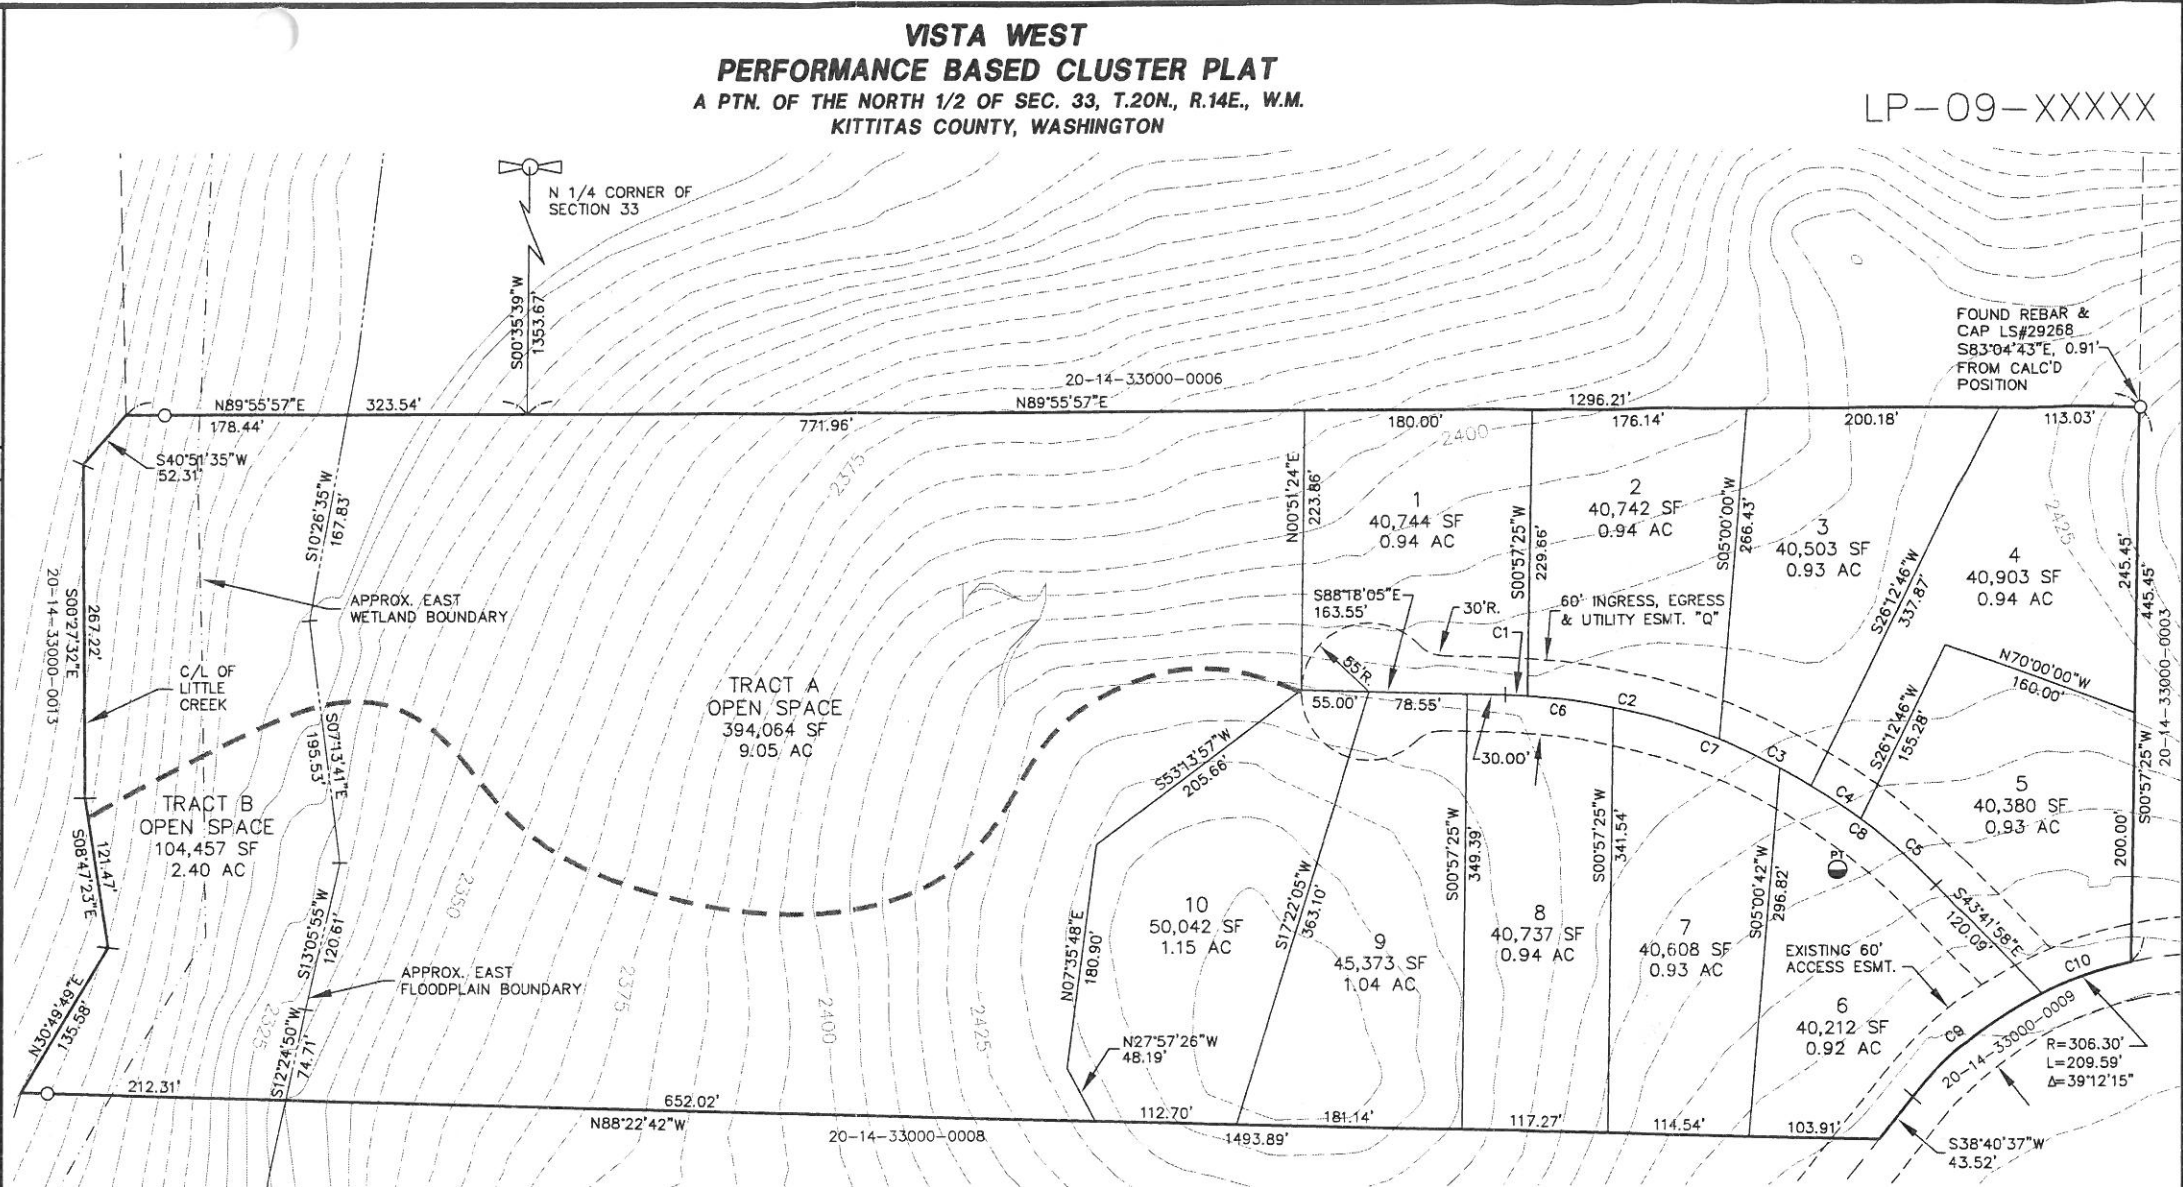 VISTA WEST
PERFORMANCE BASED CLUSTER PLAT
A PTN. OF THE NORTH 1/2 OF SEC. 33, T.20N., R.14E., W.M.
KITTITAS COUNTY, WASHINGTON
LP-09-XXXXX
N 1/4 CORNER OF
SECTION 33
S00°35'39"W
1353.67'
FOUND REBAR &
CAP LS#29268
S83°04'43"E, 0.91'
FROM CALC'D
POSITION
20-14-33000-0006
N89°55'57"E
323.54'
N89°55'57"E
1296.21'
178.44'
771.96'
180.00'
176.14'
200.18'
113.03'
S40°51'35"W
52.31'
2400
2375
2425
S10°26'35"W
167.83'
N00°51'24"E
223.86'
1
40,744 SF
0.94 AC
S00°57'25"W
229.66'
2
40,742 SF
0.94 AC
S05°00'00"W
266.43'
3
40,503 SF
0.93 AC
S26°12'46"W
337.87'
4
40,903 SF
0.94 AC
245.45'
445.45'
20-14-33000-0003
20-14-33000-0013
S00°27'32"E
267.22'
APPROX. EAST
WETLAND BOUNDARY
S88°18'05"E
163.55'
30'R.
C1
60' INGRESS, EGRESS
& UTILITY ESMT. "Q"
N70°00'00"W
160.00'
C/L OF
LITTLE
CREEK
TRACT A
OPEN SPACE
394,064 SF
9.05 AC
55'R.
55.00'
78.55'
30.00'
C6
C2
C7
C3
C4
C8
C5
S26°12'46"W
155.28'
S00°57'25"W
200.00'
S07°13'41"E
195.53'
S53°13'57"W
205.66'
5
40,380 SF
0.93 AC
TRACT B
OPEN SPACE
104,457 SF
2.40 AC
S08°47'23"E
121.47'
PT
S00°57'25"W
349.39'
S00°57'25"W
341.54'
S05°00'42"W
296.82'
S43°41'58"E
120.09'
2350
S13°05'55"W
120.61'
10
50,042 SF
1.15 AC
N07°35'48"E
180.90'
S17°22'05"W
363.10'
9
45,373 SF
1.04 AC
8
40,737 SF
0.94 AC
7
40,608 SF
0.93 AC
EXISTING 60'
ACCESS ESMT.
C10
APPROX. EAST
FLOODPLAIN BOUNDARY
2325
2375
2400
2425
6
40,212 SF
0.92 AC
C9
20-14-33000-0009
R=306.30'
L=209.59'
Δ=39°12'15"
N30°49'49"E
135.58'
S12°24'50"W
74.71'
N27°57'26"W
48.19'
212.31'
652.02'
112.70'
181.14'
117.27'
114.54'
103.91'
N88°22'42"W
20-14-33000-0008
1493.89'
S38°40'37"W
43.52'